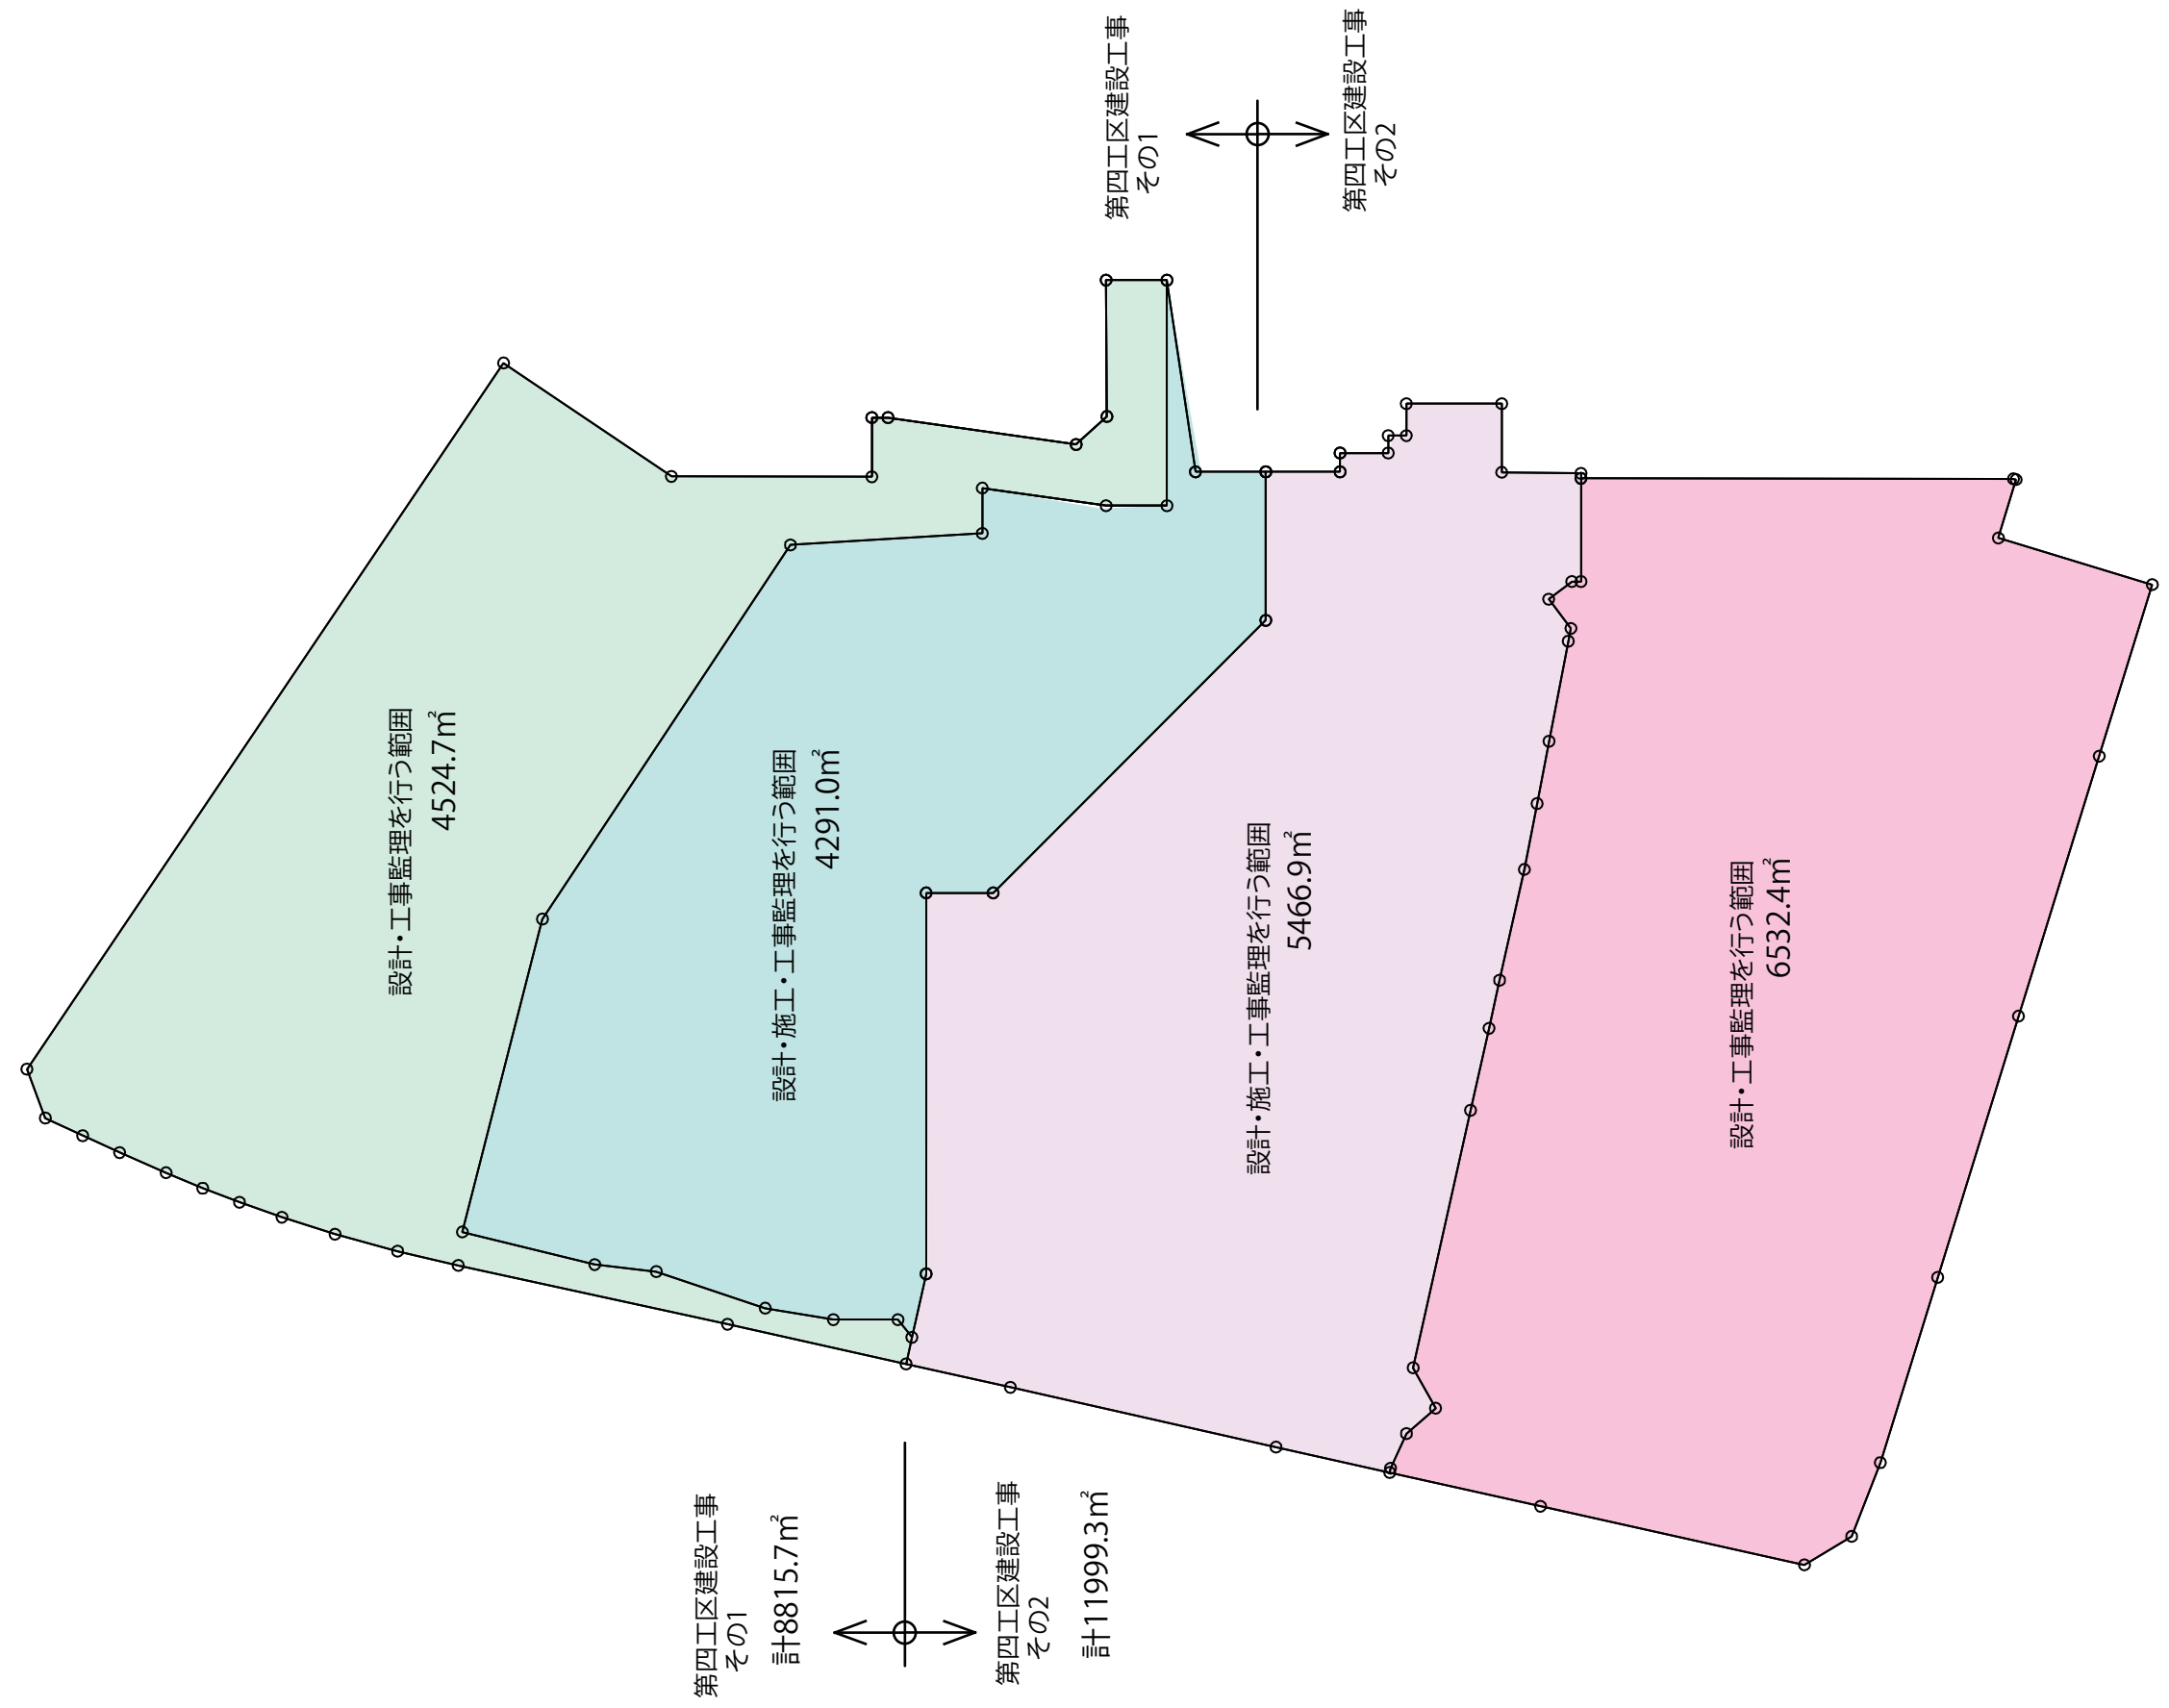 第四工区建設工事
その1
第四工区建設工事
その2
設計・工事監理を行う範囲
4524.7㎡
設計・施工・工事監理を行う範囲
4291.0㎡
設計・施工・工事監理を行う範囲
5466.9㎡
設計・工事監理を行う範囲
6532.4㎡
第四工区建設工事
その1
計8815.7㎡
第四工区建設工事
その2
計11999.3㎡